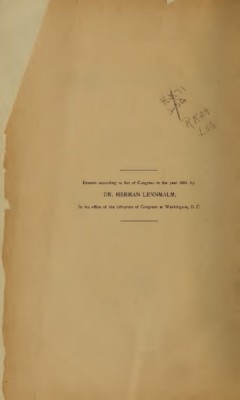 Entered according to Act of Congress in the year by
DR. HERMAN LENNMALM,
In the office of the Librarian of Congress at Washington, D. C.